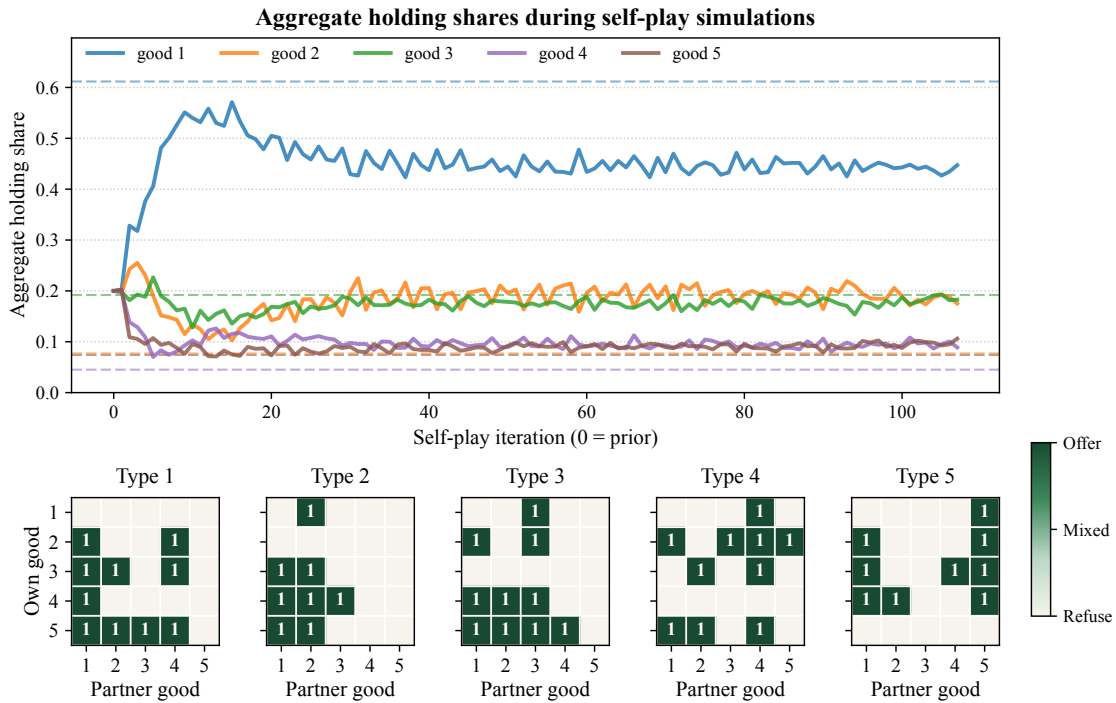 Aggregate holding shares during self-play simulations
good 1 good 2 good 3 good 4 good 5
Aggregate holding share
0.6
0.5
0.4
0.3
0.2
0.1
0.0
0 20 40 60 80 100
Self-play iteration (0 = prior)
Type 1 Type 2 Type 3 Type 4 Type 5
Own good
1 1 1 1 1
2 1 1 1 1 1 1 1 1 1 1
3 1 1 1 1 1 1 1 1 1 1
4 1 1 1 1 1 1 1 1 1 1
5 1 1 1 1 1 1 1 1 1 1 1 1 1
1 2 3 4 5 1 2 3 4 5 1 2 3 4 5 1 2 3 4 5 1 2 3 4 5
Partner good Partner good Partner good Partner good Partner good
Offer
Mixed
Refuse